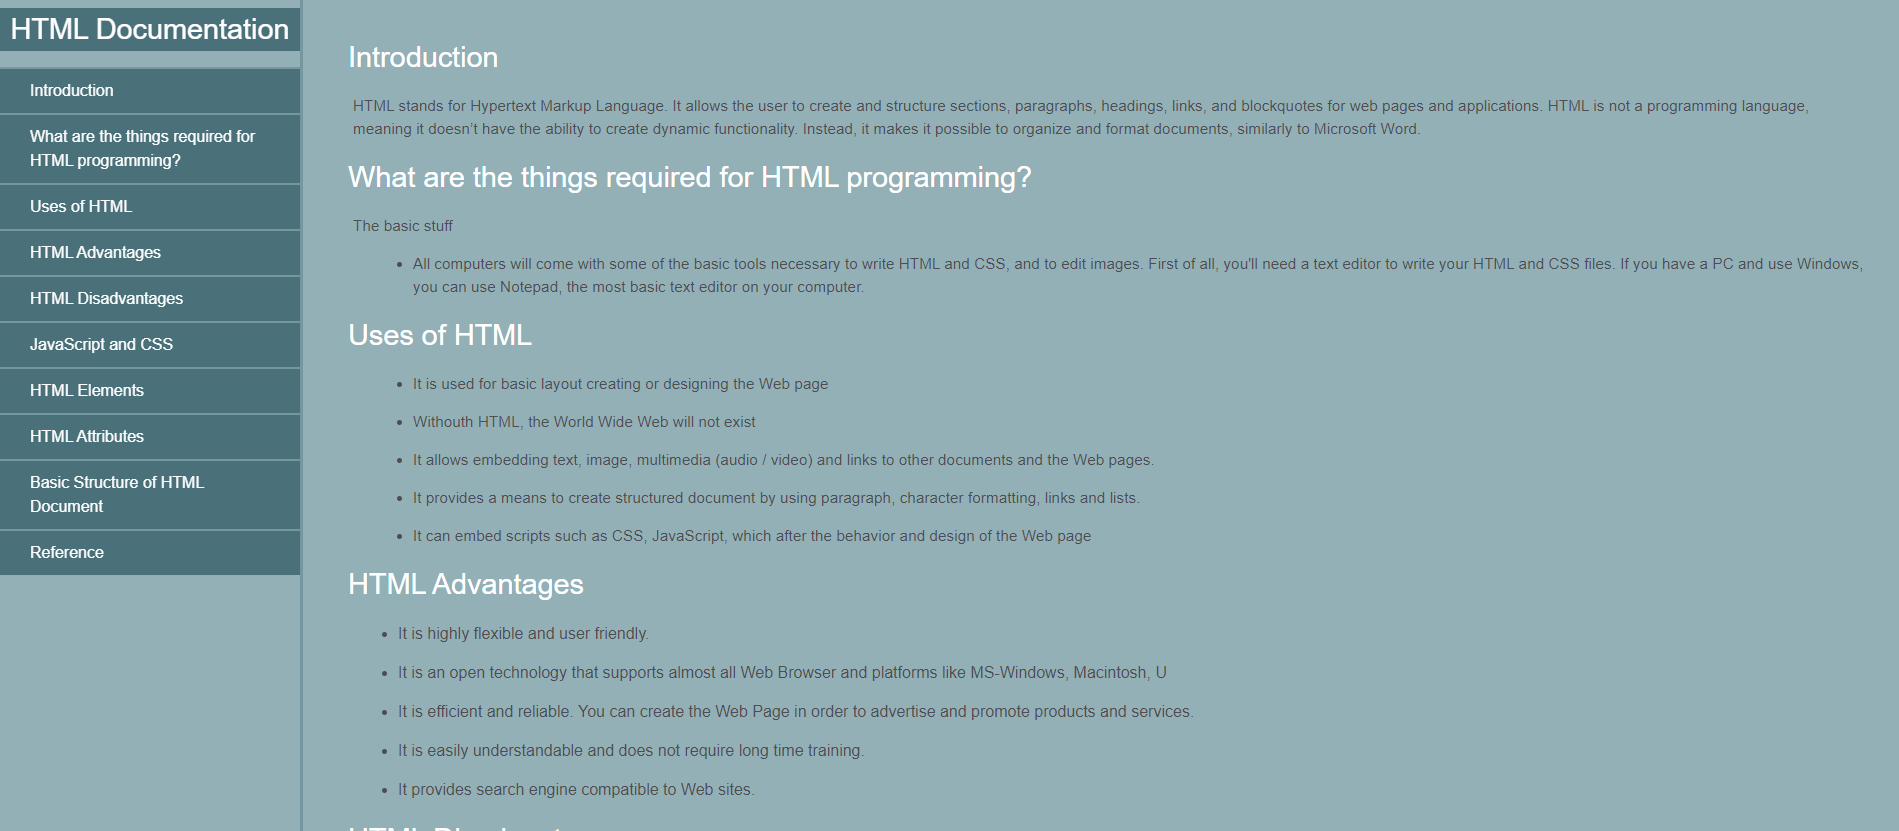 HTML Documentation
Introduction
What are the things required for
HTML programming?
Uses of HTML
HTML Advantages
HTML Disadvantages
JavaScript and CSS
HTML Elements
HTML Attributes
Basic Structure of HTML
Document
Reference
Introduction
HTML stands for Hypertext Markup Language. It allows the user to create and structure sections, paragraphs, headings, links, and blockquotes for web pages and applications. HTML is not a programming language,
meaning it doesn’t have the ability to create dynamic functionality. Instead, it makes it possible to organize and format documents, similarly to Microsoft Word.
What are the things required for HTML programming?
The basic stuff
• All computers will come with some of the basic tools necessary to write HTML and CSS, and to edit images. First of all, you'll need a text editor to write your HTML and CSS files. If you have a PC and use Windows,
you can use Notepad, the most basic text editor on your computer.
Uses of HTML
• It is used for basic layout creating or designing the Web page
• Withouth HTML, the World Wide Web will not exist
• It allows embedding text, image, multimedia (audio / video) and links to other documents and the Web pages.
• It provides a means to create structured document by using paragraph, character formatting, links and lists.
• It can embed scripts such as CSS, JavaScript, which after the behavior and design of the Web page
HTML Advantages
• It is highly flexible and user friendly.
• It is an open technology that supports almost all Web Browser and platforms like MS-Windows, Macintosh, U
• It is efficient and reliable. You can create the Web Page in order to advertise and promote products and services.
• It is easily understandable and does not require long time training.
• It provides search engine compatible to Web sites.